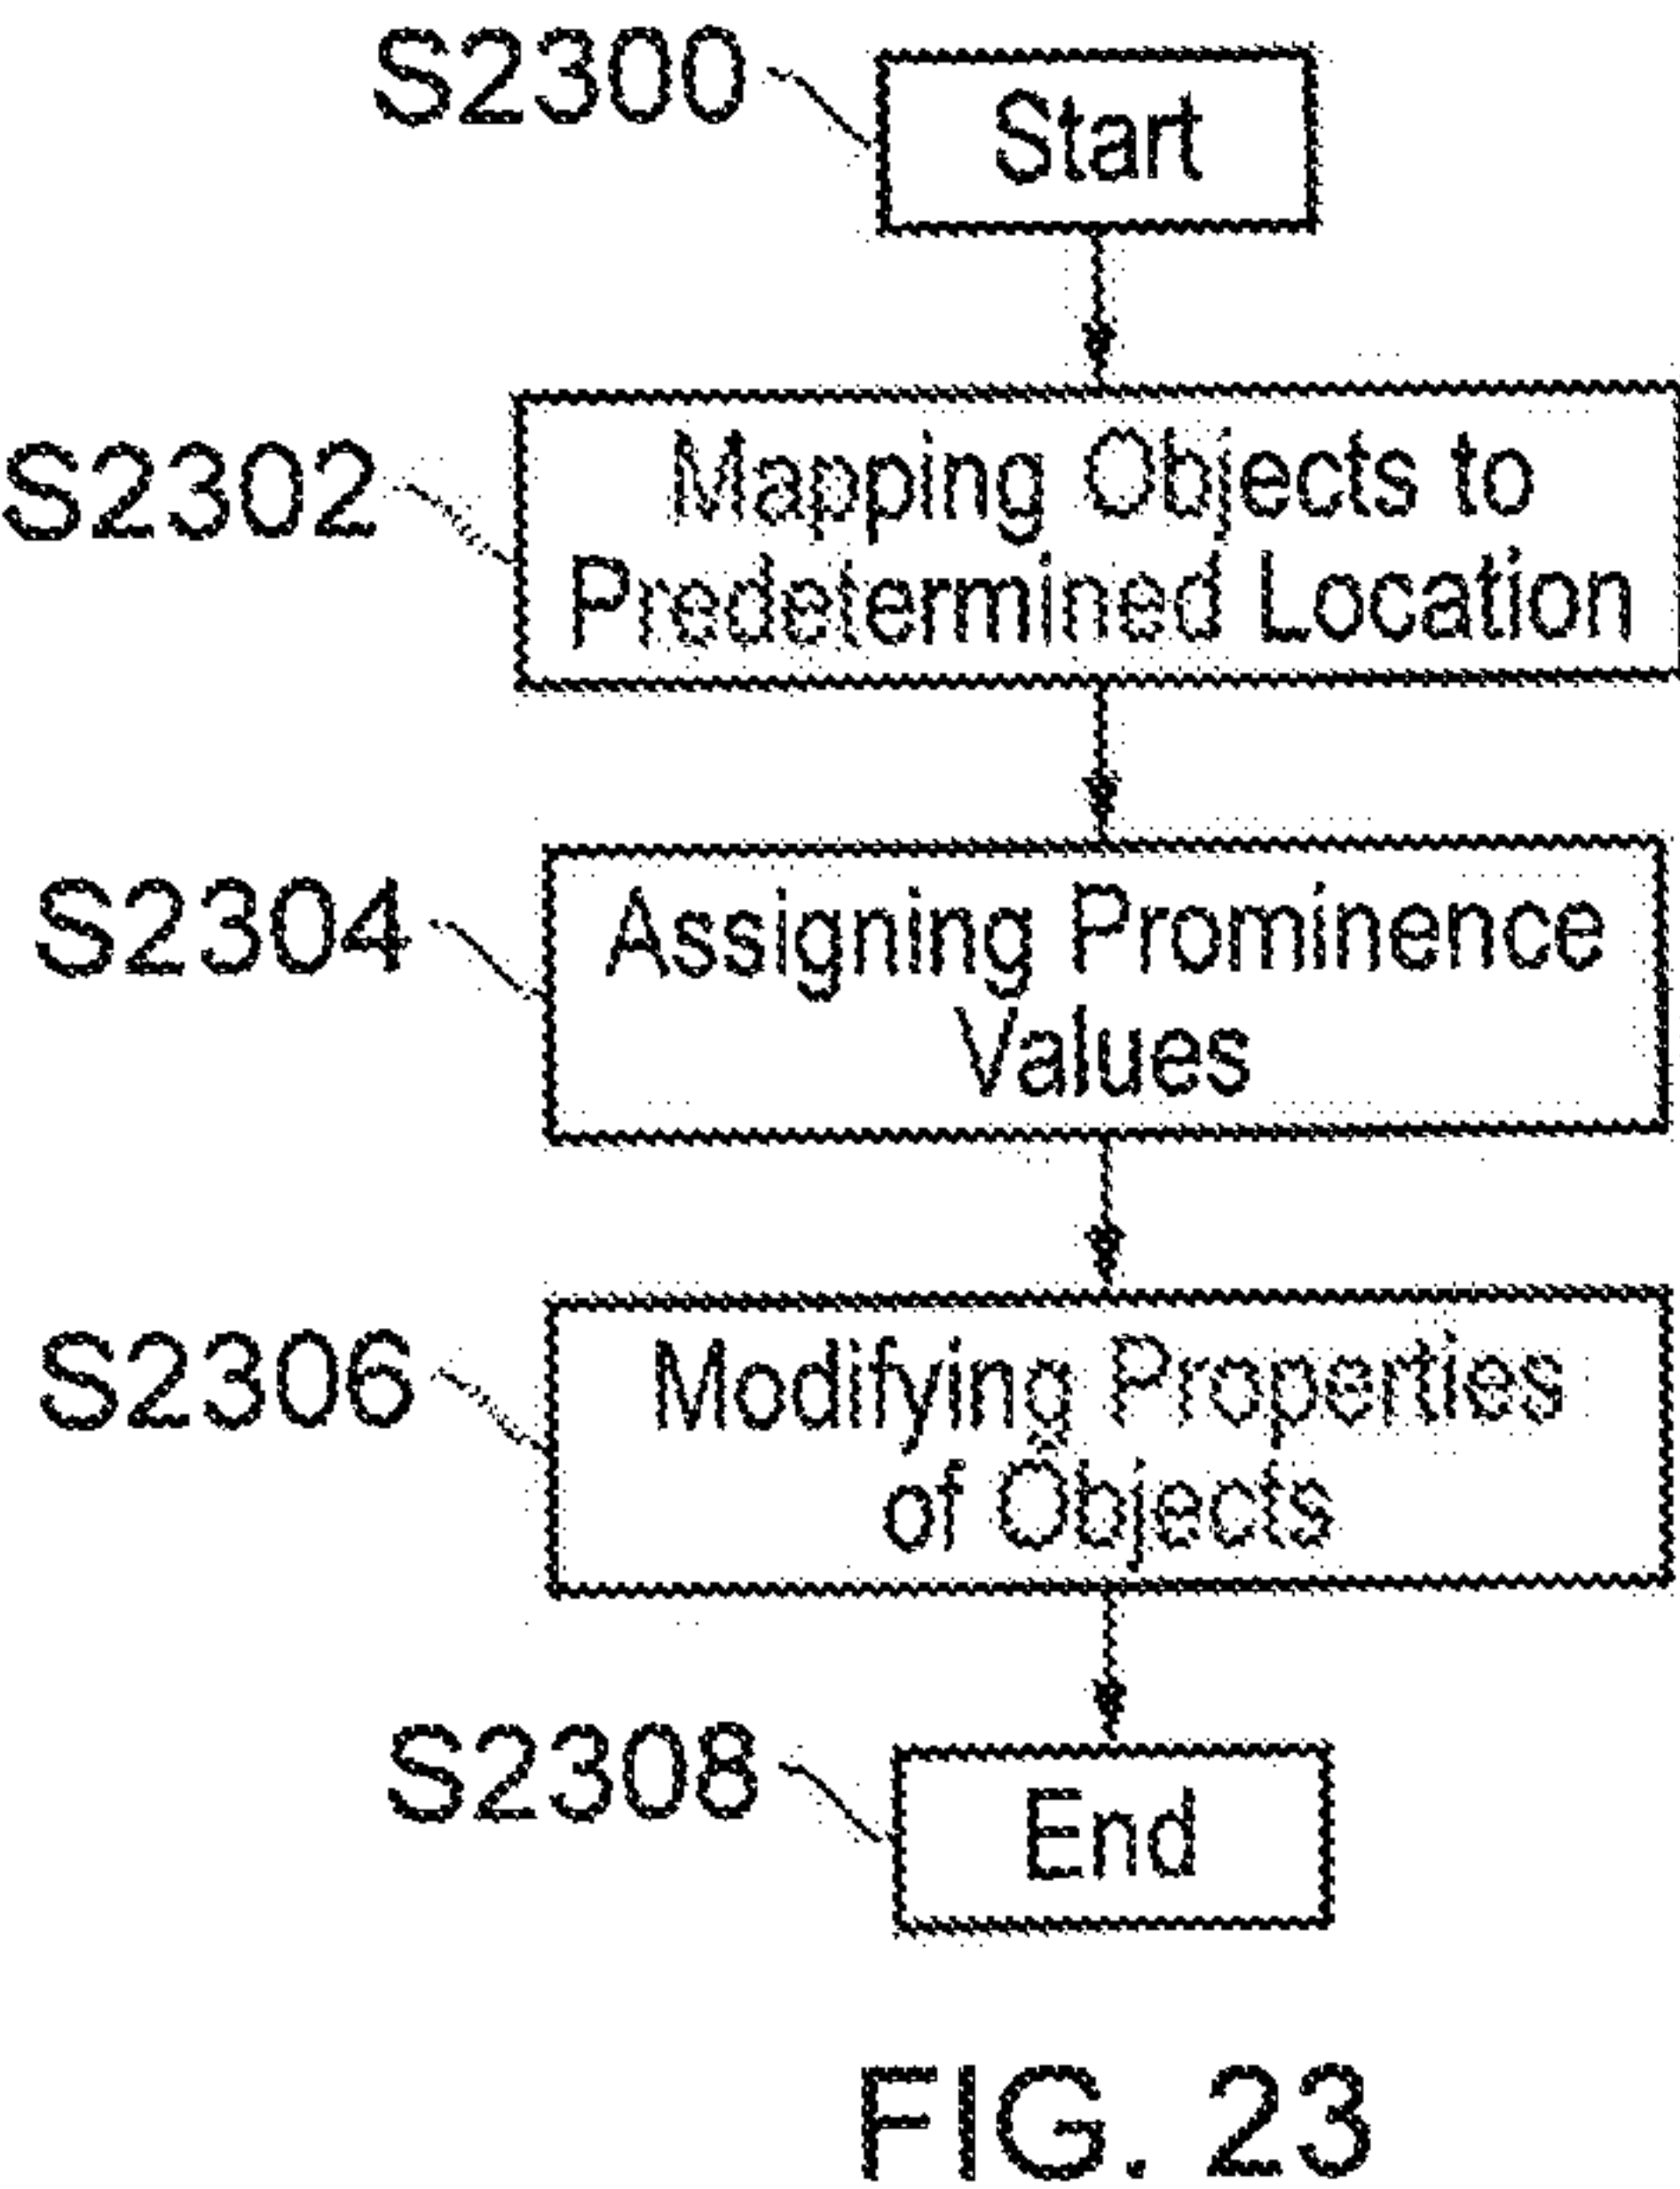 S2300
Start
S2302
Mapping Objects to
Predetermined Location
S2304
Assigning Prominence
Values
S2306
Modifying Properties
of Objects
S2308
End
FIG. 23